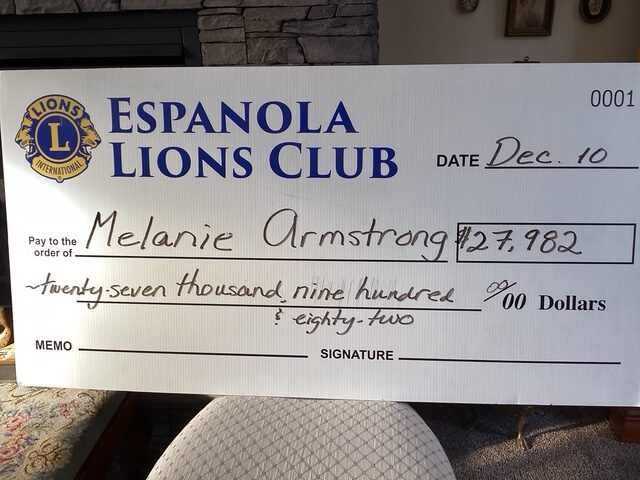 0001
LIONS
L
INTERNATIONAL
ESPANOLA
LIONS CLUB
DATE Dec. 10
Pay to the
order of Melanie Armstrong $27,982
~twenty-seven thousand, nine hundred 00/00 Dollars
& eighty-two
MEMO SIGNATURE